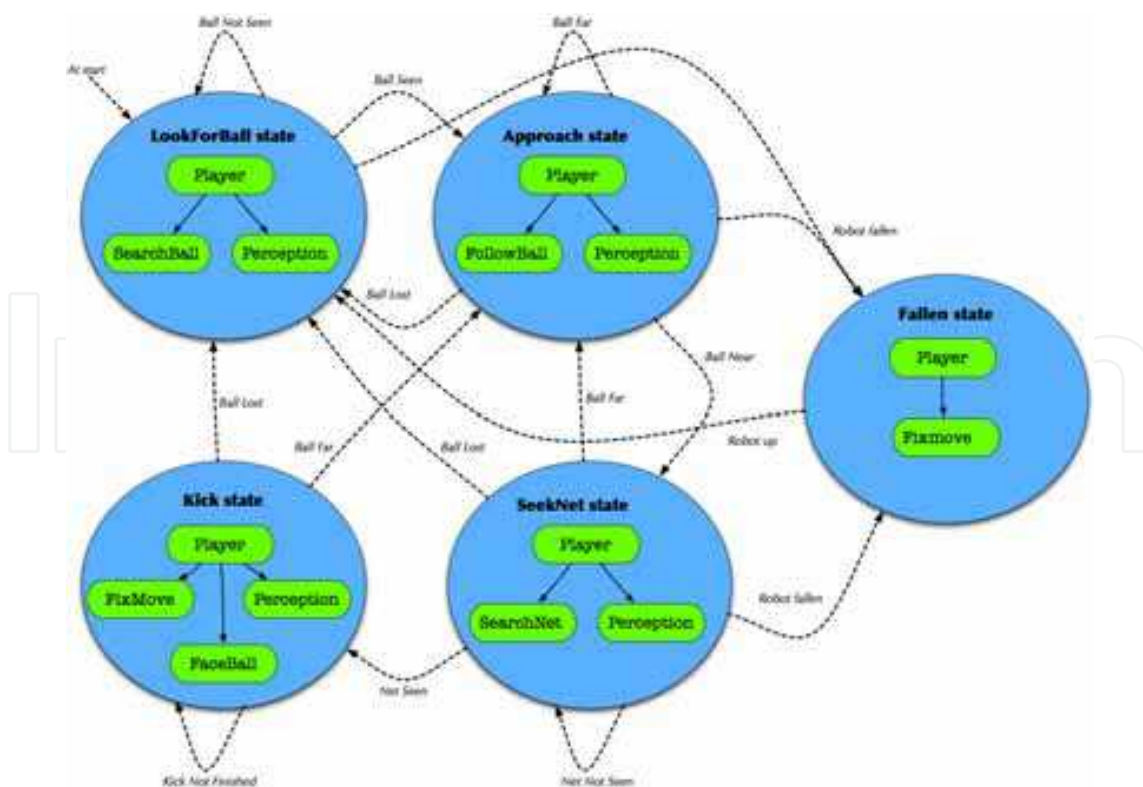 Ball Not Seen
Ball Far
At start
Ball Seen
LookForBall state
Player
SearchBall
Perception
Approach state
Player
FollowBall
Perception
Robot fallen
Ball Lost
Fallen state
Player
Fixmove
Ball Near
Ball Lost
Ball Far
Ball Lost
Ball Far
Robot up
Kick state
Player
FixMove
Perception
FaceBall
SeekNet state
Player
SearchNet
Perception
Robot fallen
Net Seen
Kick Not Finished
Net Not Seen